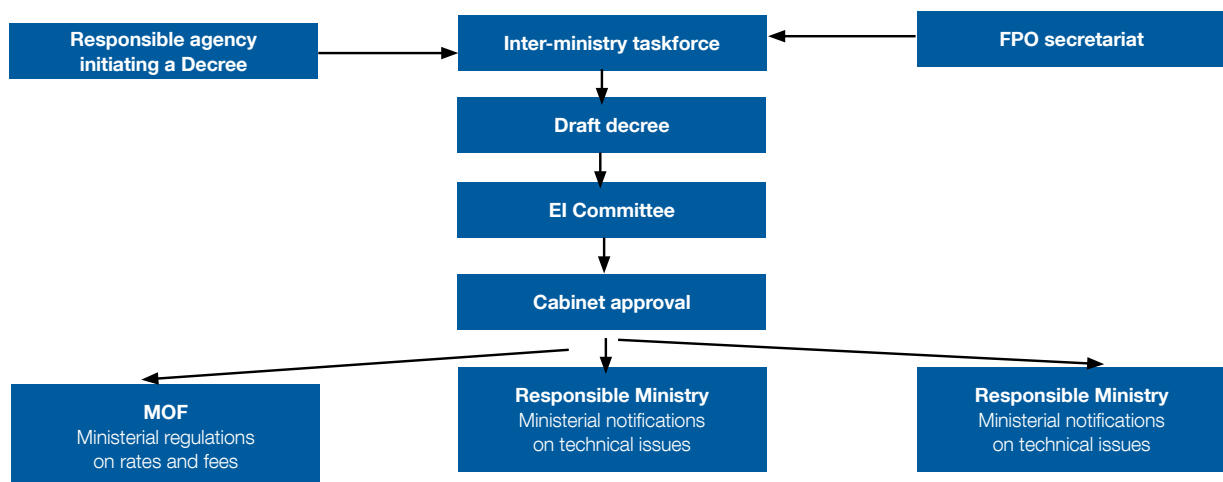 Responsible agency
initiating a Decree
Inter-ministry taskforce
FPO secretariat
Draft decree
EI Committee
Cabinet approval
MOF
Ministerial regulations
on rates and fees
Responsible Ministry
Ministerial notifications
on technical issues
Responsible Ministry
Ministerial notifications
on technical issues